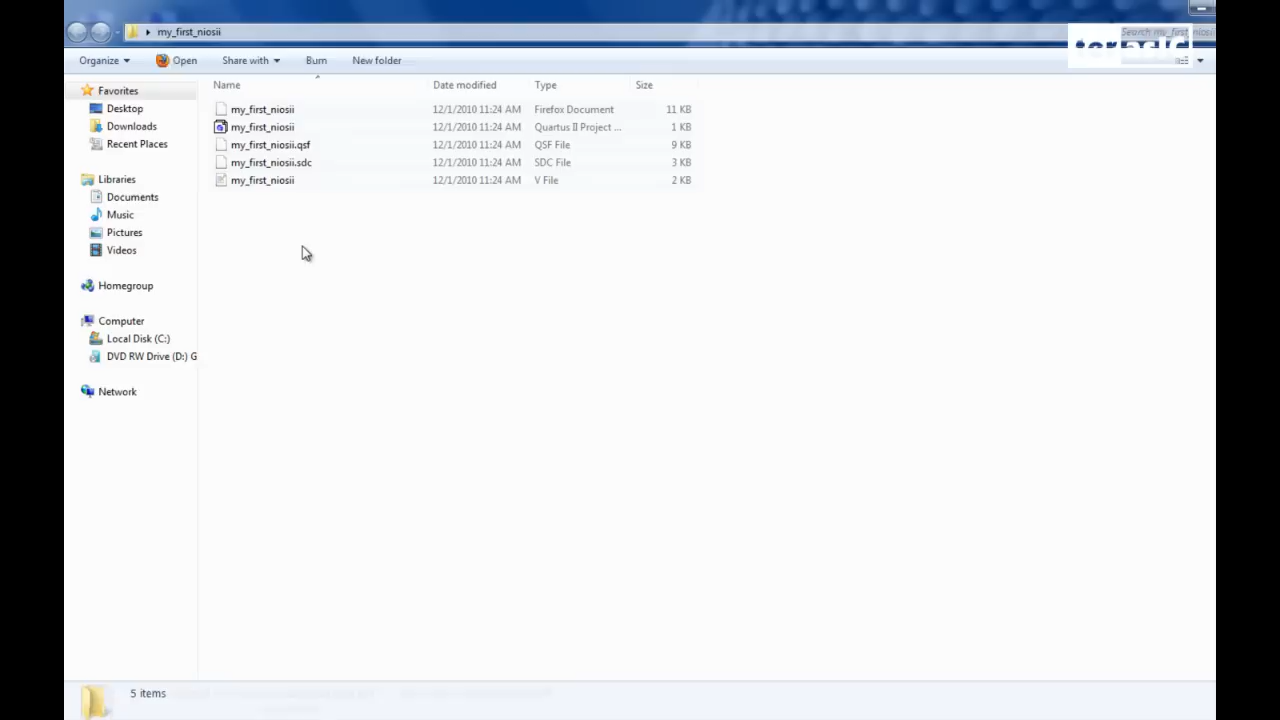 my_first_niosii
Search my_first_niosii
terasic
Organize Open Share with Burn New folder
Name Date modified Type Size
Favorites
Desktop
Downloads
Recent Places
Libraries
Documents
Music
Pictures
Videos
Homegroup
Computer
Local Disk (C:)
DVD RW Drive (D:) G
Network
my_first_niosii 12/1/2010 11:24 AM Firefox Document 11 KB
my_first_niosii 12/1/2010 11:24 AM Quartus II Project ... 1 KB
my_first_niosii.qsf 12/1/2010 11:24 AM QSF File 9 KB
my_first_niosii.sdc 12/1/2010 11:24 AM SDC File 3 KB
my_first_niosii 12/1/2010 11:24 AM V File 2 KB
5 items